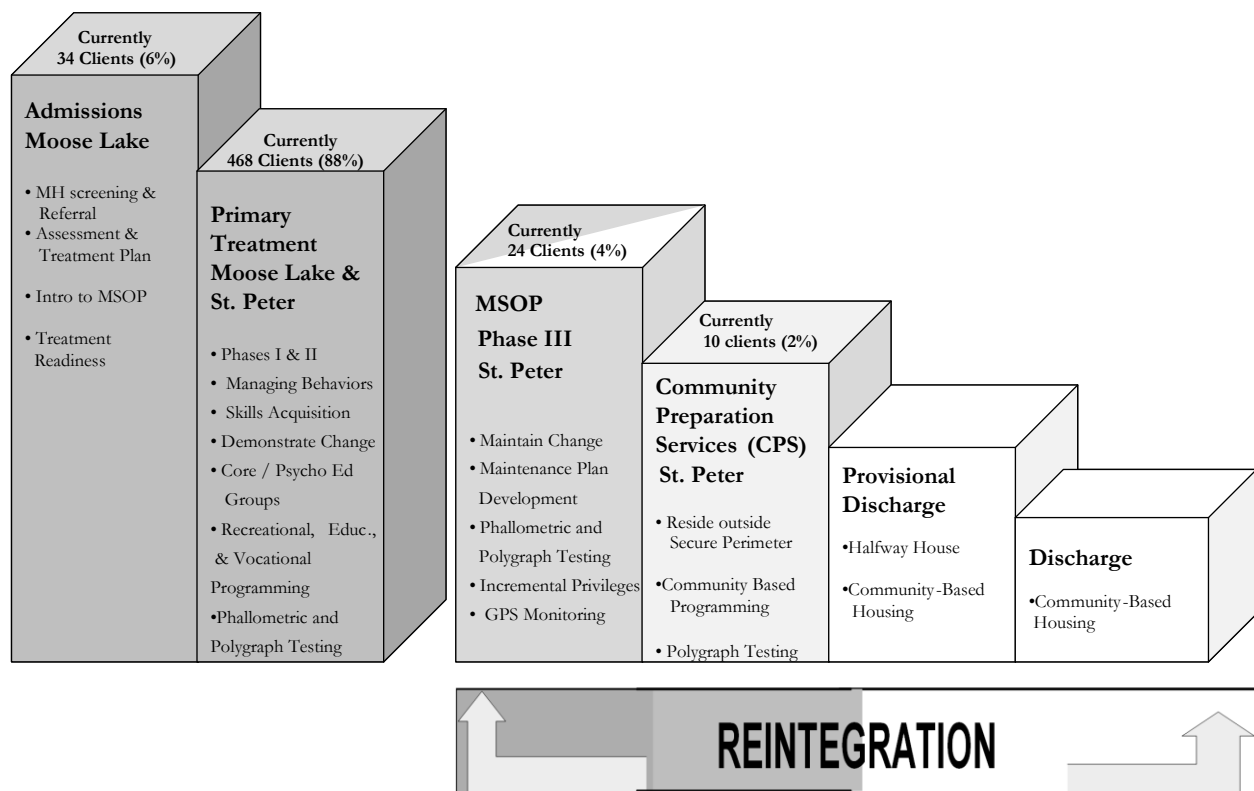 Currently
34 Clients (6%)
Admissions
Moose Lake
• MH screening &
Referral
• Assessment &
Treatment Plan
• Intro to MSOP
• Treatment
Readiness
Currently
468 Clients (88%)
Primary
Treatment
Moose Lake &
St. Peter
• Phases I & II
• Managing Behaviors
• Skills Acquisition
• Demonstrate Change
• Core / Psycho Ed
Groups
• Recreational, Educ.,
& Vocational
Programming
•Phallometric and
Polygraph Testing
Currently
24 Clients (4%)
MSOP
Phase III
St. Peter
• Maintain Change
• Maintenance Plan
Development
• Phallometric and
Polygraph Testing
• Incremental Privileges
• GPS Monitoring
Currently
10 clients (2%)
Community
Preparation
Services (CPS)
St. Peter
• Reside outside
Secure Perimeter
•Community Based
Programming
• Polygraph Testing
Provisional
Discharge
•Halfway House
•Community-Based
Housing
Discharge
•Community-Based
Housing
REINTEGRATION